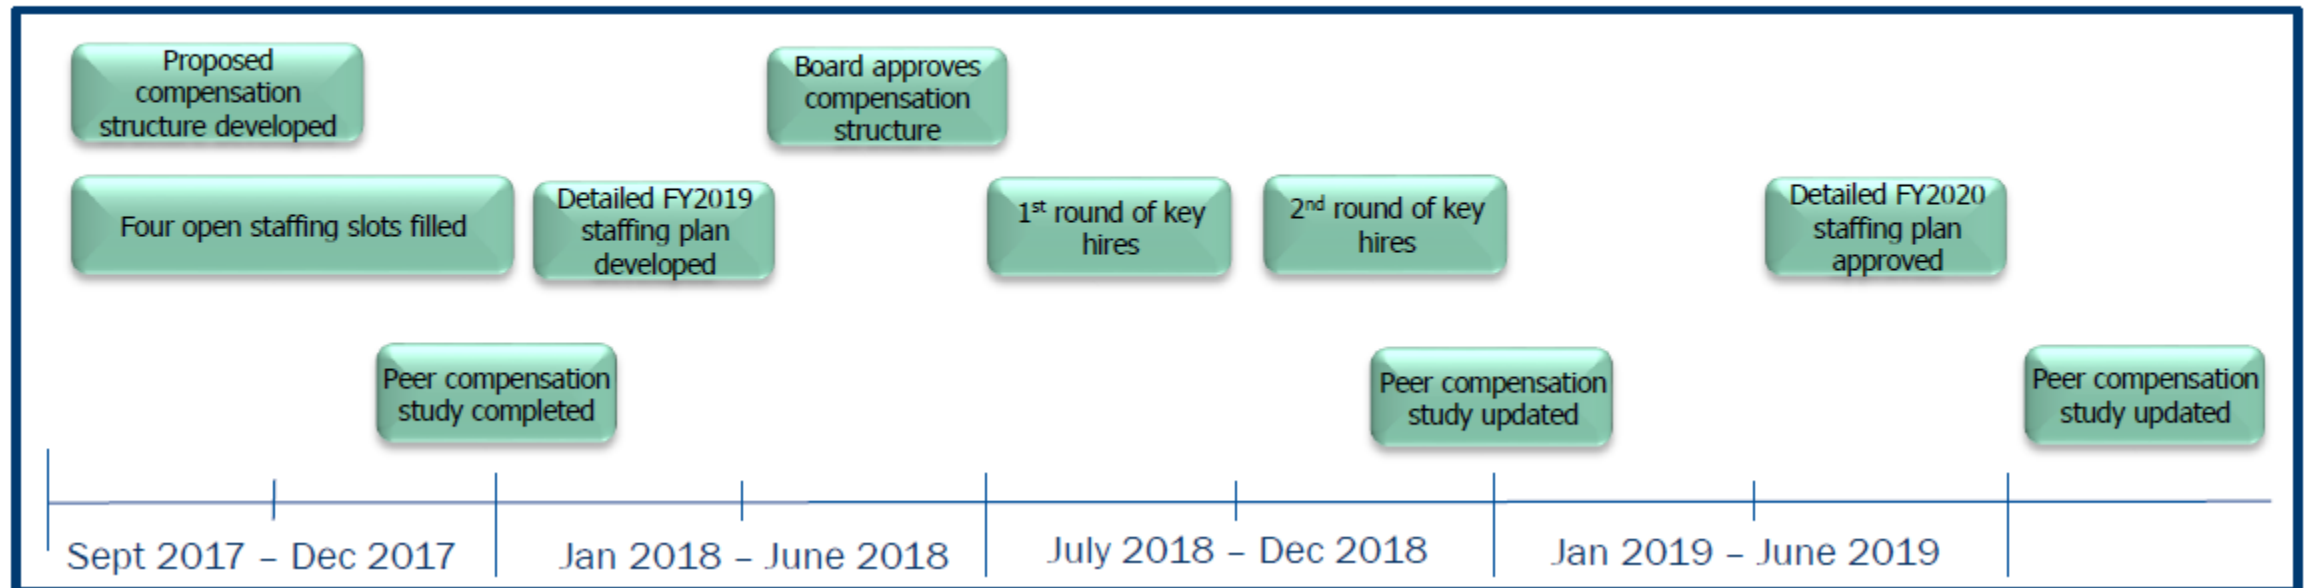 Proposed
compensation
structure developed
Board approves
compensation
structure
Four open staffing slots filled
Detailed FY2019
staffing plan
developed
1st round of key
hires
2nd round of key
hires
Detailed FY2020
staffing plan
approved
Peer compensation
study completed
Peer compensation
study updated
Peer compensation
study updated
Sept 2017 – Dec 2017
Jan 2018 – June 2018
July 2018 – Dec 2018
Jan 2019 – June 2019